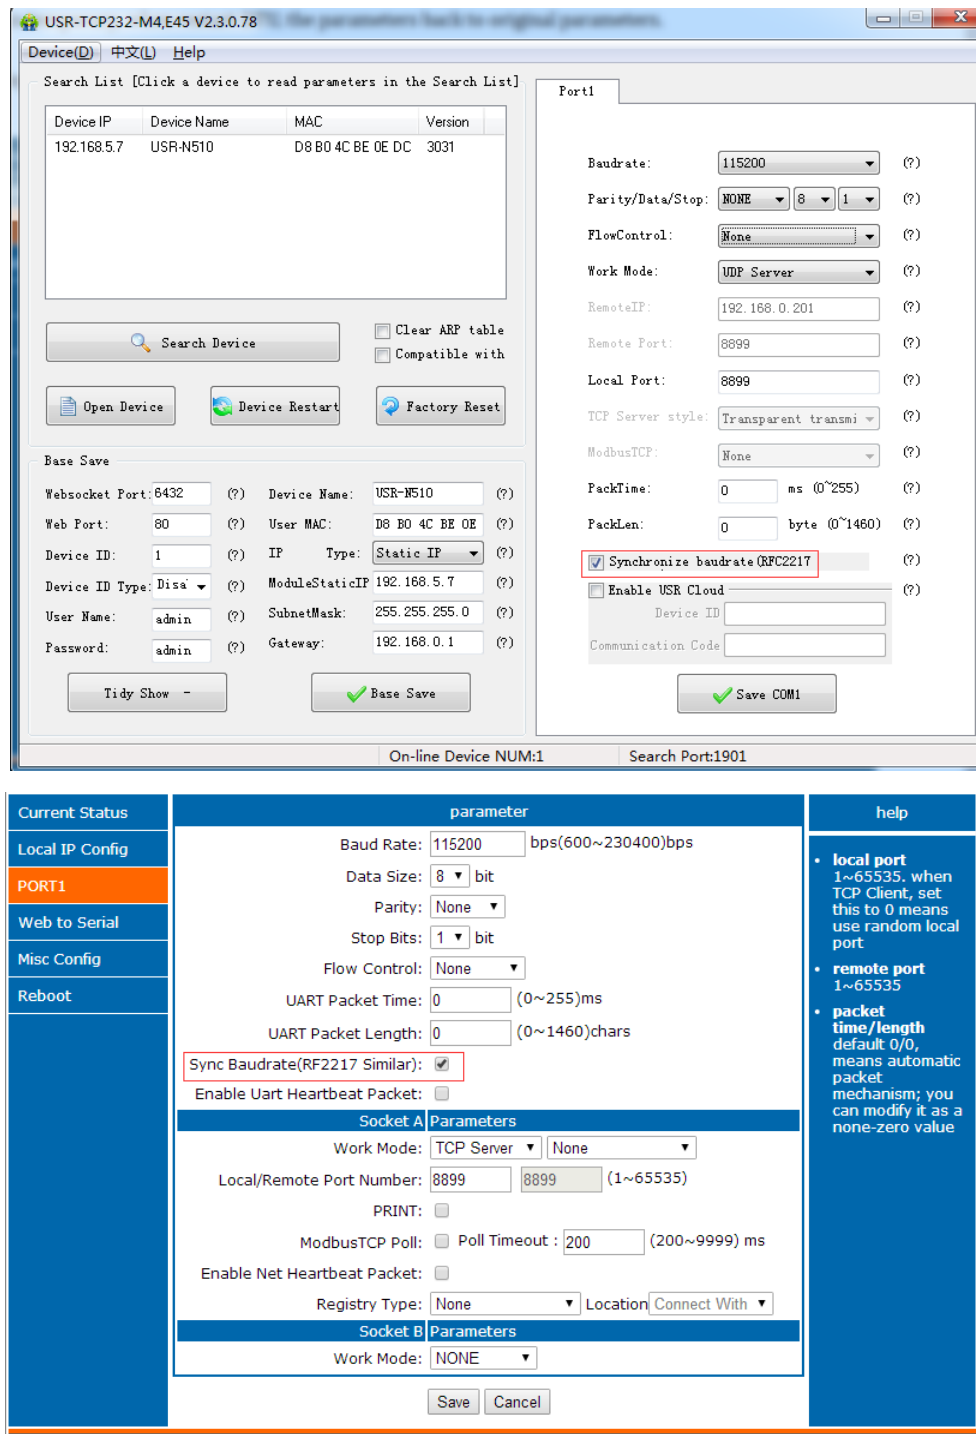 the parameters back to original parameters.
USR-TCP232-M4,E45 V2.3.0.78
Device(D) 中文(L) Help
Search List [Click a device to read parameters in the Search List]
Device IP Device Name MAC Version
192.168.5.7 USR-N510 D8 B0 4C BE 0E DC 3031
Search Device
Clear ARP table
Compatible with
Open Device Device Restart Factory Reset
Base Save
Websocket Port: 6432 (?) Device Name: USR-N510 (?)
Web Port: 80 (?) User MAC: D8 B0 4C BE 0E (?)
Device ID: 1 (?) IP Type: Static IP (?)
Device ID Type: Disa (?) ModuleStaticIP 192.168.5.7 (?)
User Name: admin (?) SubnetMask: 255.255.255.0 (?)
Password: admin (?) Gateway: 192.168.0.1 (?)
Tidy Show - Base Save
Port1
Baudrate: 115200 (?)
Parity/Data/Stop: NONE 8 1 (?)
FlowControl: None (?)
Work Mode: UDP Server (?)
RemoteIP: 192.168.0.201 (?)
Remote Port: 8899 (?)
Local Port: 8899 (?)
TCP Server style: Transparent transmi (?)
ModbusTCP: None (?)
PackTime: 0 ms (0~255) (?)
PackLen: 0 byte (0~1460) (?)
Synchronize baudrate(RFC2217 (?)
Enable USR Cloud (?)
Device ID
Communication Code
Save COM1
On-line Device NUM:1 Search Port:1901
Current Status
Local IP Config
PORT1
Web to Serial
Misc Config
Reboot
parameter
Baud Rate: 115200 bps(600~230400)bps
Data Size: 8 bit
Parity: None
Stop Bits: 1 bit
Flow Control: None
UART Packet Time: 0 (0~255)ms
UART Packet Length: 0 (0~1460)chars
Sync Baudrate(RF2217 Similar):
Enable Uart Heartbeat Packet:
Socket A Parameters
Work Mode: TCP Server None
Local/Remote Port Number: 8899 8899 (1~65535)
PRINT:
ModbusTCP Poll: Poll Timeout : 200 (200~9999) ms
Enable Net Heartbeat Packet:
Registry Type: None Location Connect With
Socket B Parameters
Work Mode: NONE
Save Cancel
help
• local port
1~65535. when
TCP Client, set
this to 0 means
use random local
port
• remote port
1~65535
• packet
time/length
default 0/0,
means automatic
packet
mechanism; you
can modify it as a
none-zero value